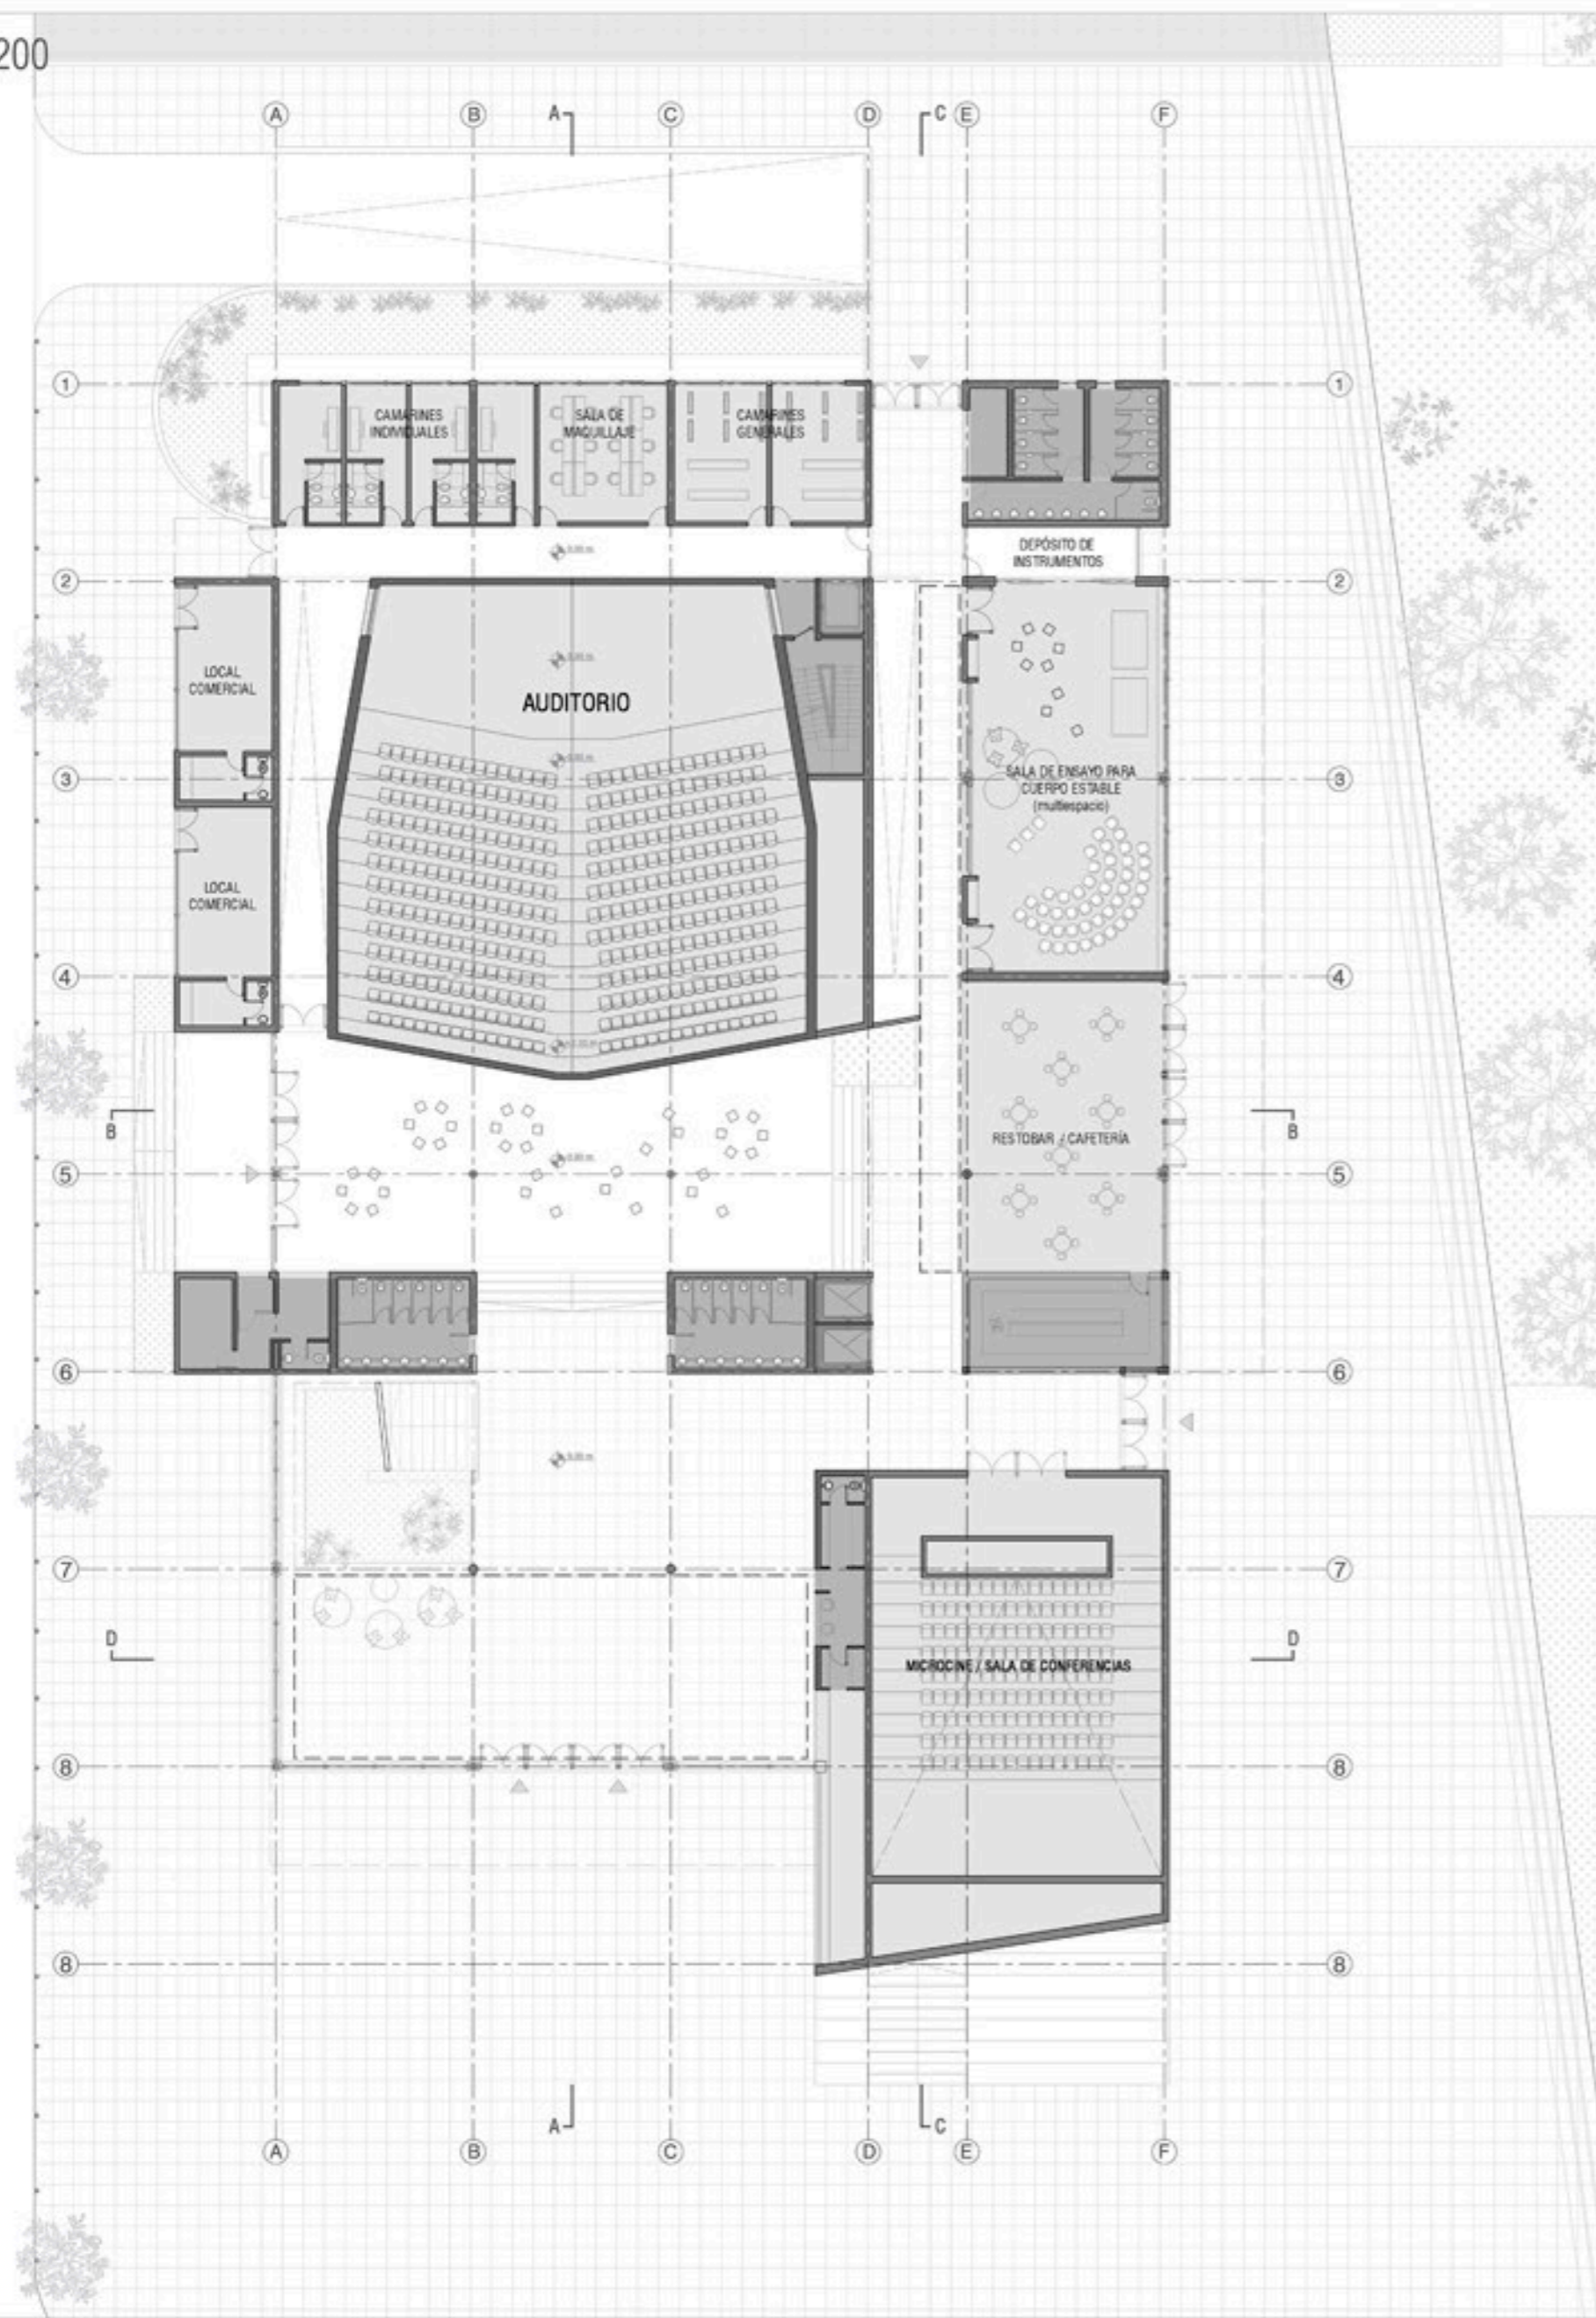 200
A B A C D C E F
1 1
CAMARINES
INDIVIDUALES
SALA DE
MAQUILLAJE
CAMARINES
GENERALES
DEPÓSITO DE
INSTRUMENTOS
2 2
LOCAL
COMERCIAL
AUDITORIO
3 3
SALA DE ENSAYO PARA
CUERPO ESTABLE
(multiespacio)
LOCAL
COMERCIAL
4 4
B B
RESTOBAR / CAFETERÍA
5 5
6 6
7 7
D D
MICROCINE / SALA DE CONFERENCIAS
8 8
8 8
A C
A B C D E F